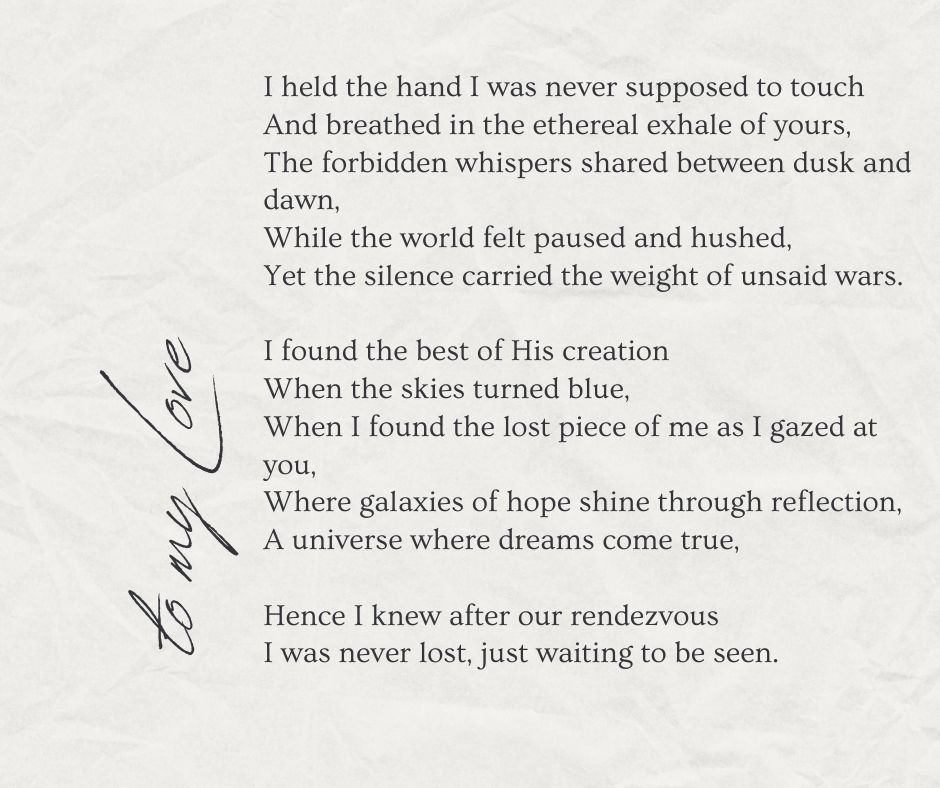 to my Love
I held the hand I was never supposed to touch
And breathed in the ethereal exhale of yours,
The forbidden whispers shared between dusk and
dawn,
While the world felt paused and hushed,
Yet the silence carried the weight of unsaid wars.
I found the best of His creation
When the skies turned blue,
When I found the lost piece of me as I gazed at
you,
Where galaxies of hope shine through reflection,
A universe where dreams come true,
Hence I knew after our rendezvous
I was never lost, just waiting to be seen.